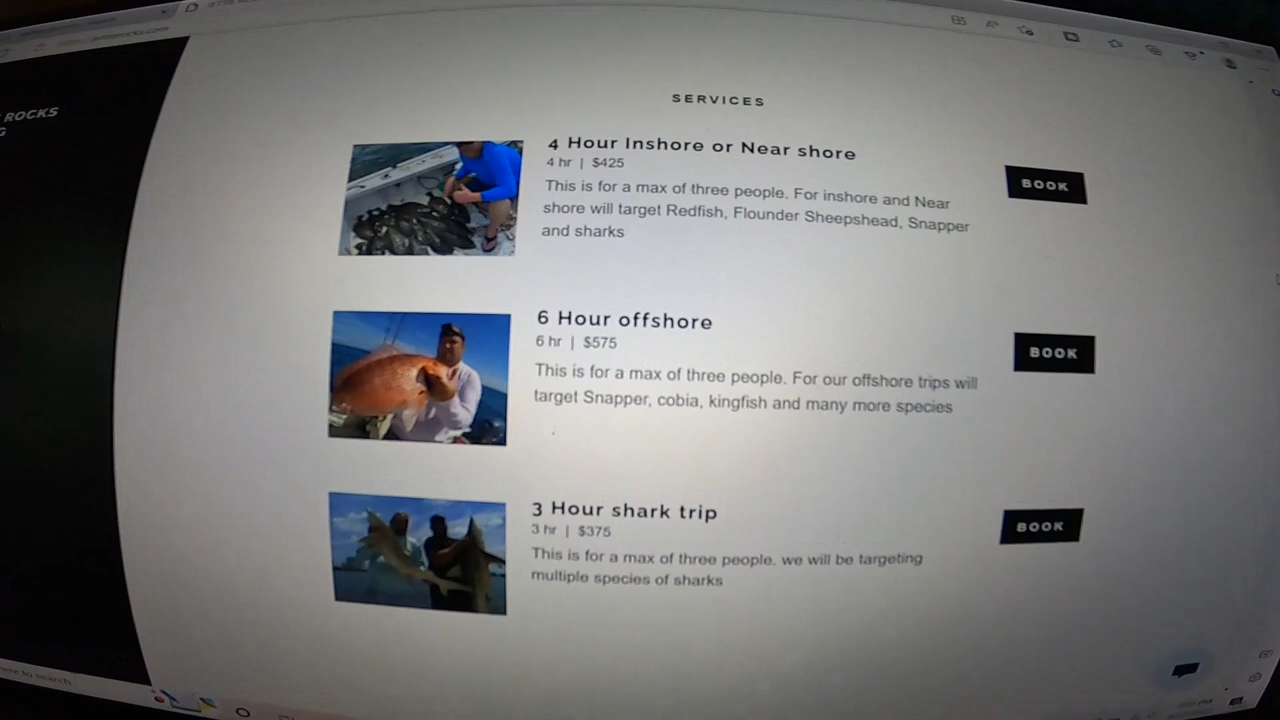 ROCKS
SERVICES
4 Hour Inshore or Near shore
4 hr | $425
This is for a max of three people. For inshore and Near
shore will target Redfish, Flounder Sheepshead, Snapper
and sharks
BOOK
6 Hour offshore
6 hr | $575
This is for a max of three people. For our offshore trips will
target Snapper, cobia, kingfish and many more species
BOOK
3 Hour shark trip
3 hr | $375
This is for a max of three people. we will be targeting
multiple species of sharks
BOOK
to search